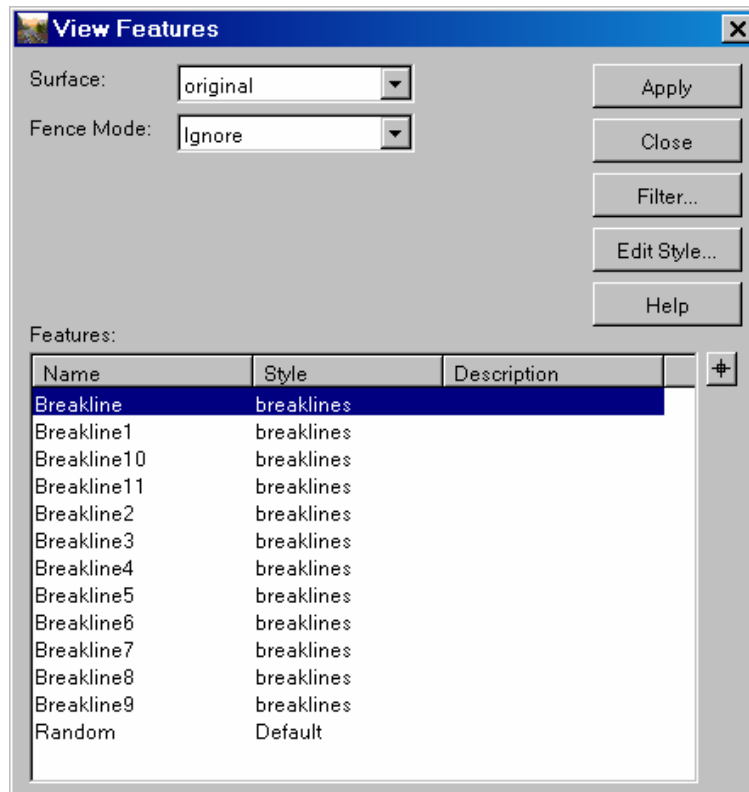 View Features
Surface: original
Fence Mode: Ignore
Apply
Close
Filter...
Edit Style...
Help
Features:
Name Style Description
Breakline breaklines
Breakline1 breaklines
Breakline10 breaklines
Breakline11 breaklines
Breakline2 breaklines
Breakline3 breaklines
Breakline4 breaklines
Breakline5 breaklines
Breakline6 breaklines
Breakline7 breaklines
Breakline8 breaklines
Breakline9 breaklines
Random Default